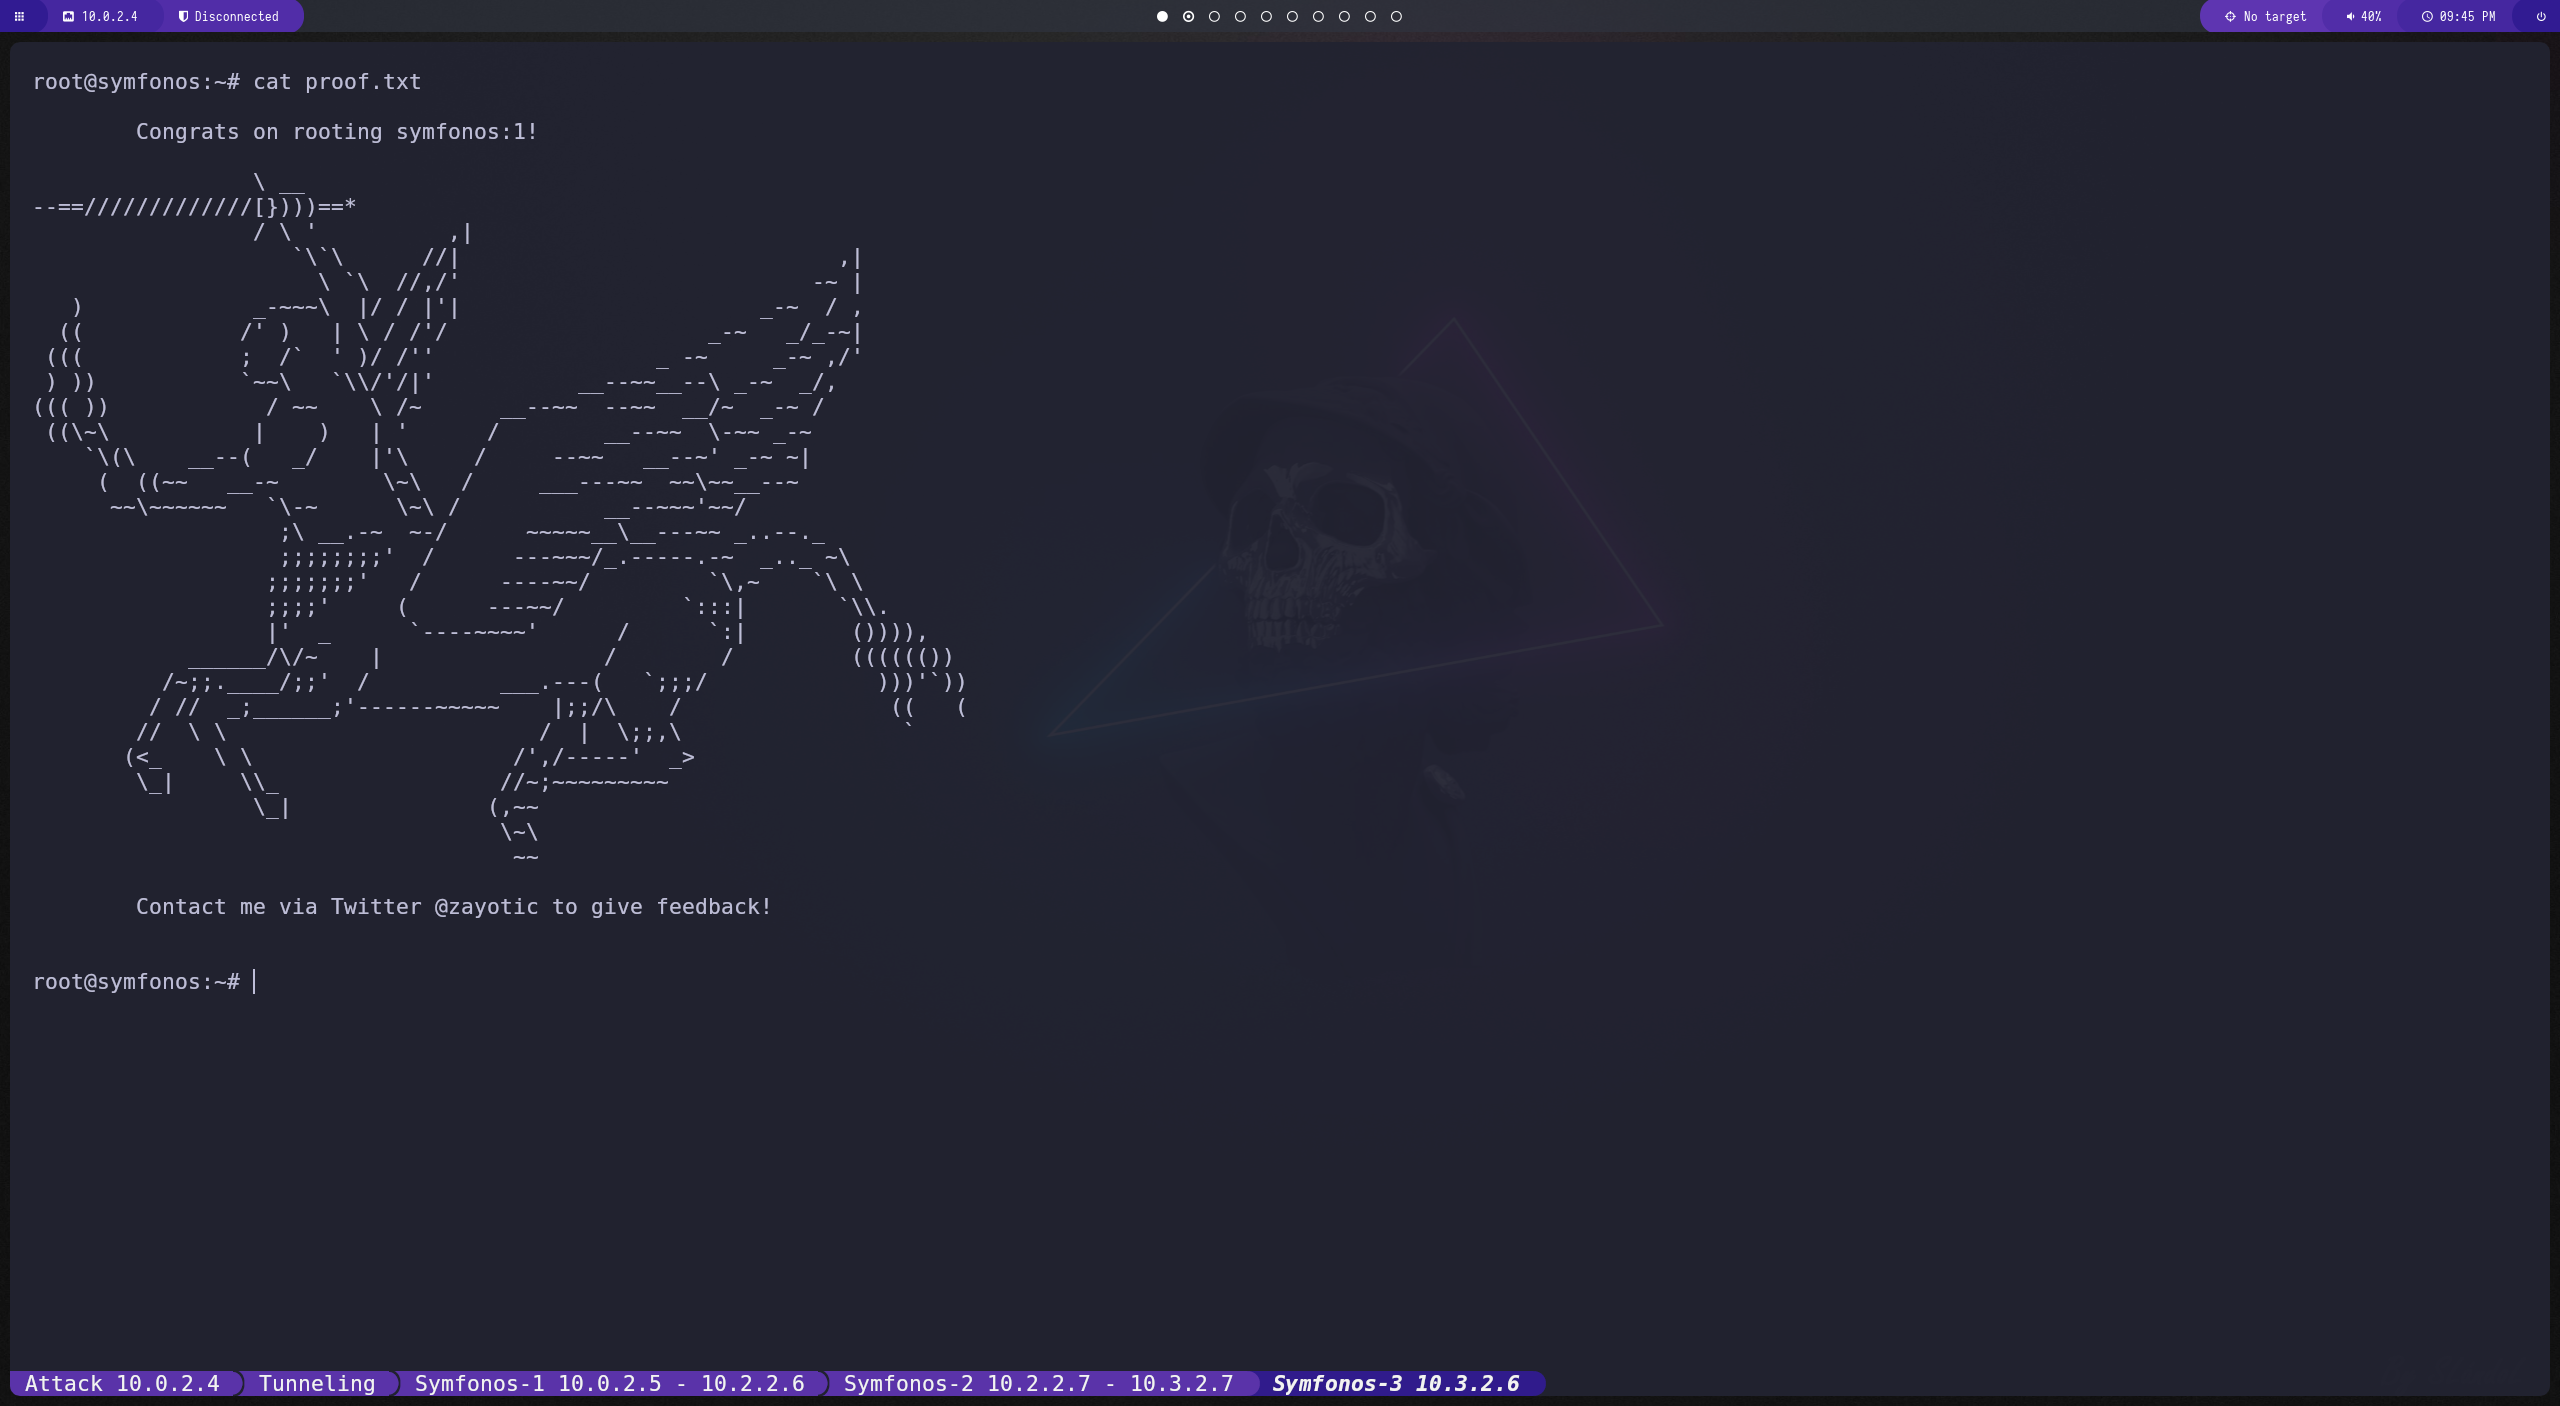 10.0.2.4 Disconnected No target 40% 09:45 PM
root@symfonos:~# cat proof.txt
Congrats on rooting symfonos:1!
                 \ __
--==/////////////[})))==*
                 / \ '          ,|
                    `\`\      //|                             ,|
                      \ `\  //,/'                           -~ |
   )             _-~~~\  |/ / |'|                       _-~  / ,
  ((            /' )   | \ / /'/                    _-~   _/_-~|
 (((            ;  /`  ' )/ /''                 _ -~     _-~ ,/'
 ) ))           `~~\   `\\/'/|'           __--~~__--\ _-~  _/,
((( ))            / ~~    \ /~      __--~~  --~~  __/~  _-~ /
 ((\~\           |    )   | '      /        __--~~  \-~~ _-~
    `\(\    __--(   _/    |'\     /     --~~   __--~' _-~ ~|
     (  ((~~   __-~        \~\   /     ___---~~  ~~\~~__--~
      ~~\~~~~~~   `\-~      \~\ /           __--~~~'~~/
                   ;\ __.-~  ~-/      ~~~~~__\__---~~ _..--._
                   ;;;;;;;;'  /      ---~~~/_.-----.-~  _.._ ~\
                  ;;;;;;;'   /      ----~~/         `\,~    `\ \
                  ;;;;'     (      ---~~/         `:::|       `\\.
                  |'  _      `----~~~~'      /      `:|        ()))),
            ______/\/~    |                 /        /         ((((((())
          /~;;.____/;;'  /          ___.---(   `;;;/             )))'`))
         / //  _;______;'------~~~~~    |;;/\    /                ((   (
        //  \ \                        /  |  \;;,\                 `
       (<_    \ \                    /',/-----'  _>
        \_|     \\_                 //~;~~~~~~~~~
                 \_|               (,~~
                                    \~\
                                     ~~
Contact me via Twitter @zayotic to give feedback!
root@symfonos:~#
Attack 10.0.2.4 Tunneling Symfonos-1 10.0.2.5 - 10.2.2.6 Symfonos-2 10.2.2.7 - 10.3.2.7 Symfonos-3 10.3.2.6